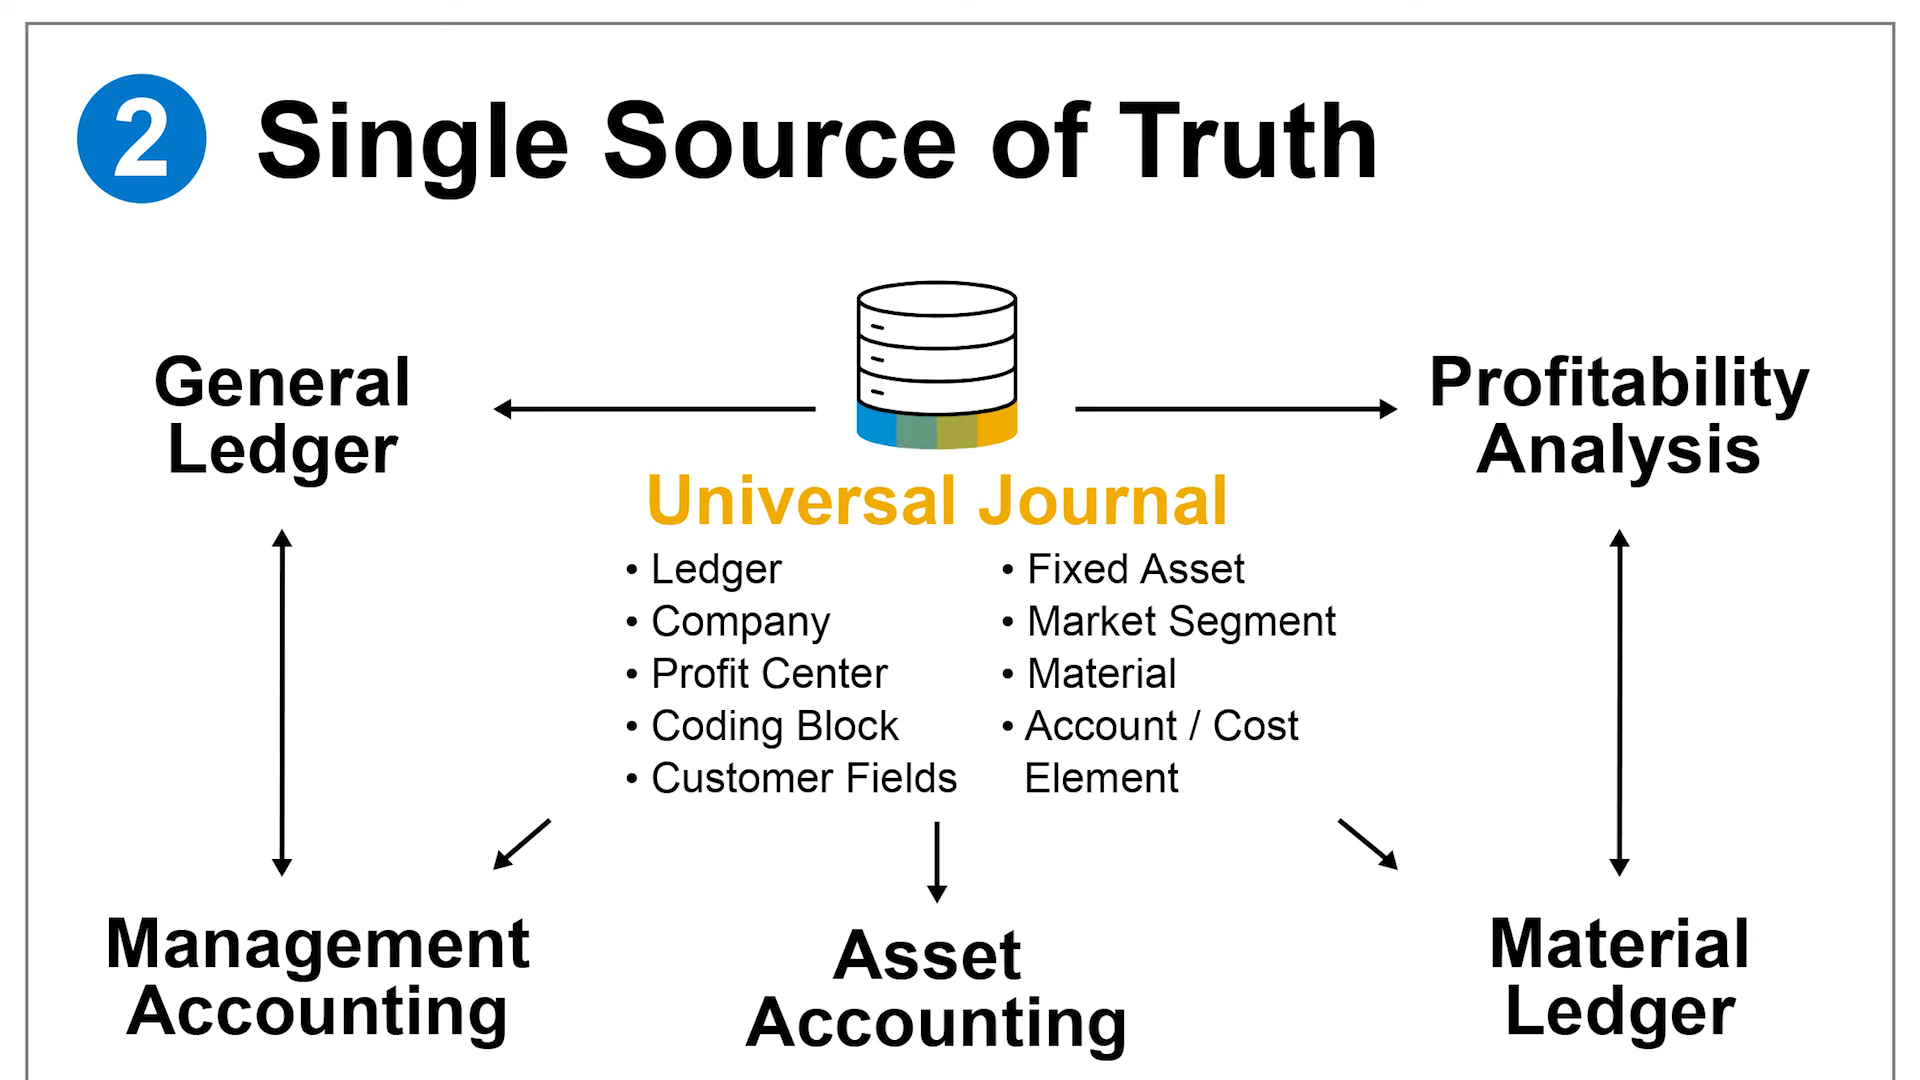 2
Single Source of Truth
General
Ledger
Profitability
Analysis
Universal Journal
• Ledger
• Company
• Profit Center
• Coding Block
• Customer Fields
• Fixed Asset
• Market Segment
• Material
• Account / Cost
Element
Management
Accounting
Asset
Accounting
Material
Ledger